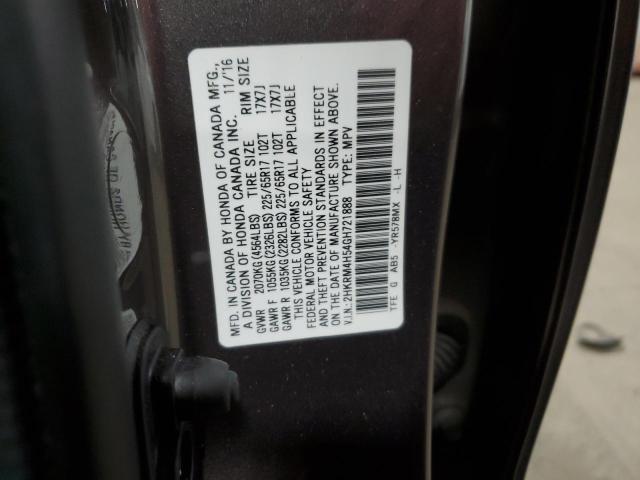 MFD. IN CANADA BY HONDA OF CANADA MFG.,
A DIVISION OF HONDA CANADA INC. 11/16
GVWR 2070KG (4564LBS) TIRE SIZE RIM SIZE
GAWR F 1055KG (2326LBS) 225/65R17 102T 17X7J
GAWR R 1035KG (2282LBS) 225/65R17 102T 17X7J
THIS VEHICLE CONFORMS TO ALL APPLICABLE
FEDERAL MOTOR VEHICLE SAFETY
AND THEFT PREVENTION STANDARDS IN EFFECT
ON THE DATE OF MANUFACTURE SHOWN ABOVE.
V.I.N.: 2HKRM4H54GH721888 TYPE: MPV
TFE G AB5 -YR578MX -L -H